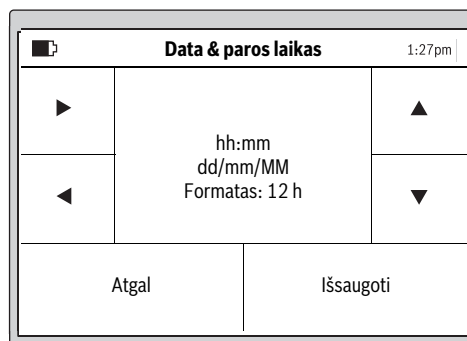 Data & paros laikas
1:27pm
hh:mm
dd/mm/MM
Formatas: 12 h
Atgal
Išsaugoti